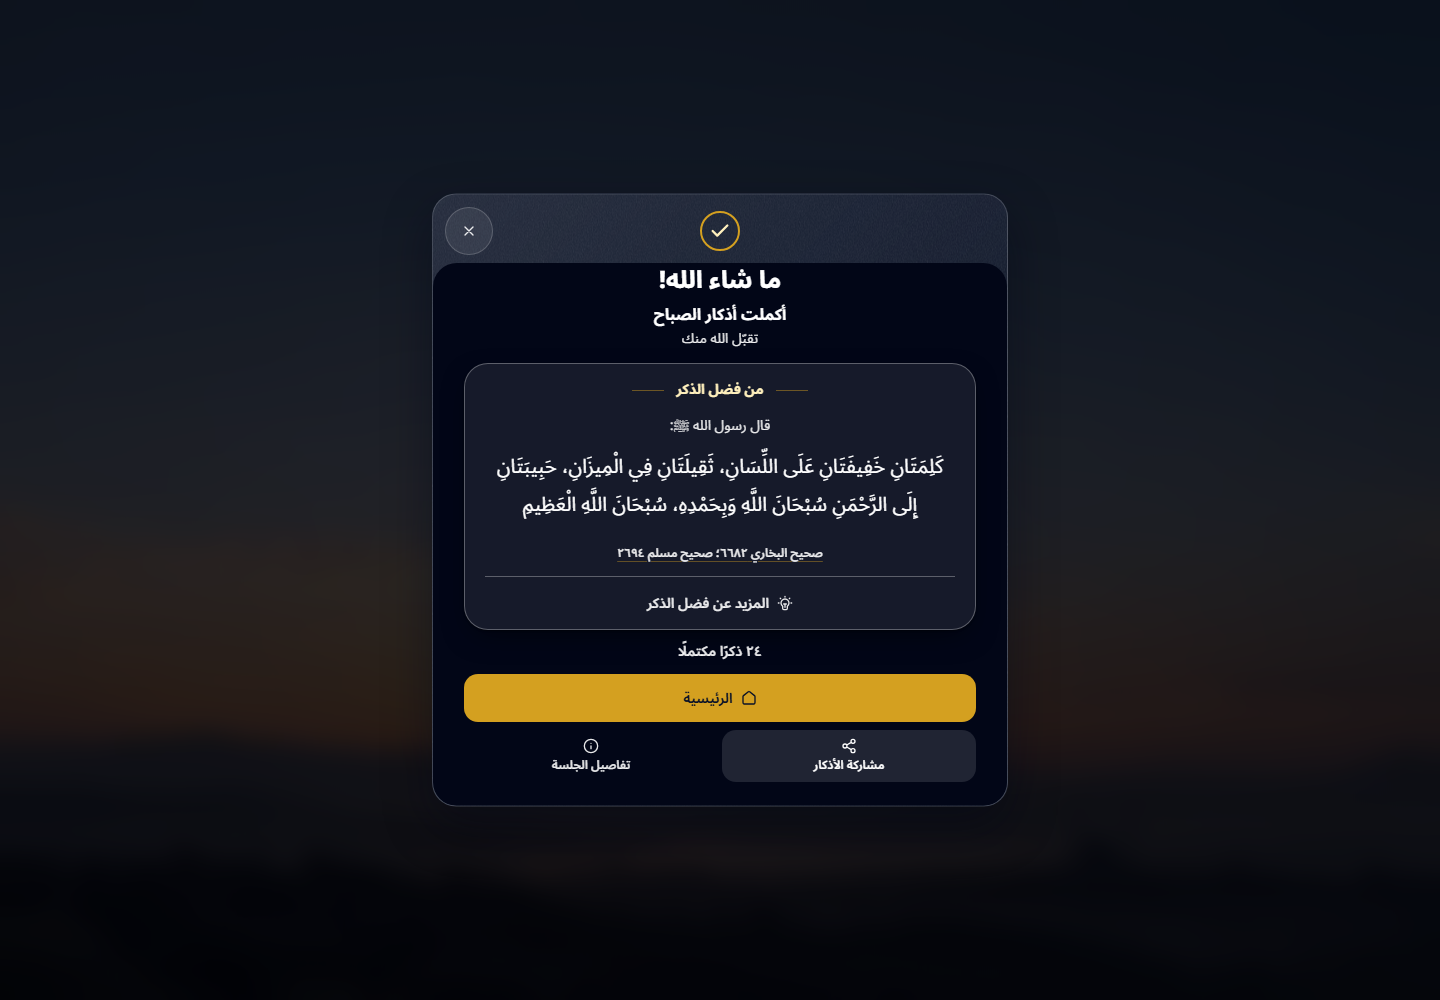 ما شاء الله!
أكملت أذكار الصباح
تقبّل الله منك
من فضل الذكر
قال رسول الله ﷺ:
كَلِمَتَانِ خَفِيفَتَانِ عَلَى اللِّسَانِ، ثَقِيلَتَانِ فِي الْمِيزَانِ، حَبِيبَتَانِ
إِلَى الرَّحْمَنِ سُبْحَانَ اللَّهِ وَبِحَمْدِهِ، سُبْحَانَ اللَّهِ الْعَظِيمِ
صحيح البخاري ٦٦٨٢؛ صحيح مسلم ٢٦٩٤
المزيد عن فضل الذكر
٢٤ ذكرًا مكتملًا
الرئيسية
مشاركة الأذكار
تفاصيل الجلسة